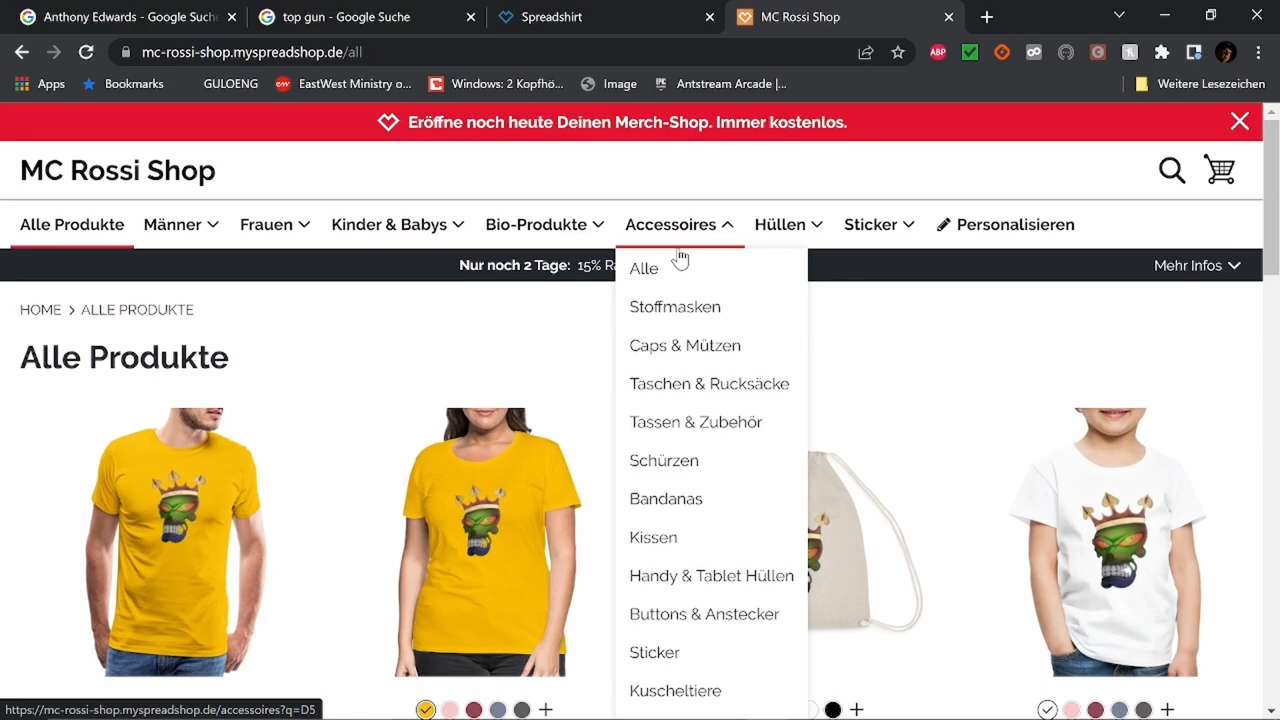 Anthony Edwards - Google Suche
top gun - Google Suche
Spreadshirt
MC Rossi Shop
mc-rossi-shop.myspreadshop.de/all
ABP
Apps
Bookmarks
GULOENG
EastWest Ministry o...
Windows: 2 Kopfhö...
Image
Antstream Arcade |...
Weitere Lesezeichen
Eröffne noch heute Deinen Merch-Shop. Immer kostenlos.
MC Rossi Shop
Alle Produkte
Männer
Frauen
Kinder & Babys
Bio-Produkte
Accessoires
Hüllen
Sticker
Personalisieren
Nur noch 2 Tage: 15% Ra
Mehr Infos
HOME > ALLE PRODUKTE
Alle Produkte
Alle
Stoffmasken
Caps & Mützen
Taschen & Rucksäcke
Tassen & Zubehör
Schürzen
Bandanas
Kissen
Handy & Tablet Hüllen
Buttons & Anstecker
Sticker
Kuscheltiere
https://mc-rossi-shop.myspreadshop.de/accessoires?q=D5